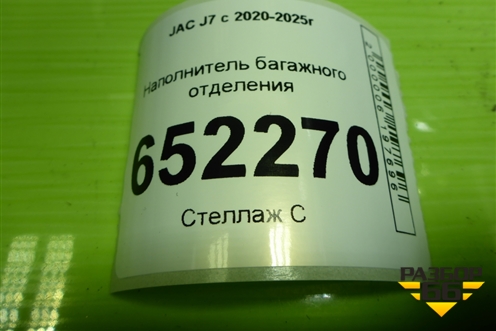 JAC J7 с 2020-2025г
Наполнитель багажного
отделения
652270
Стеллаж С
РАЗБОР
66